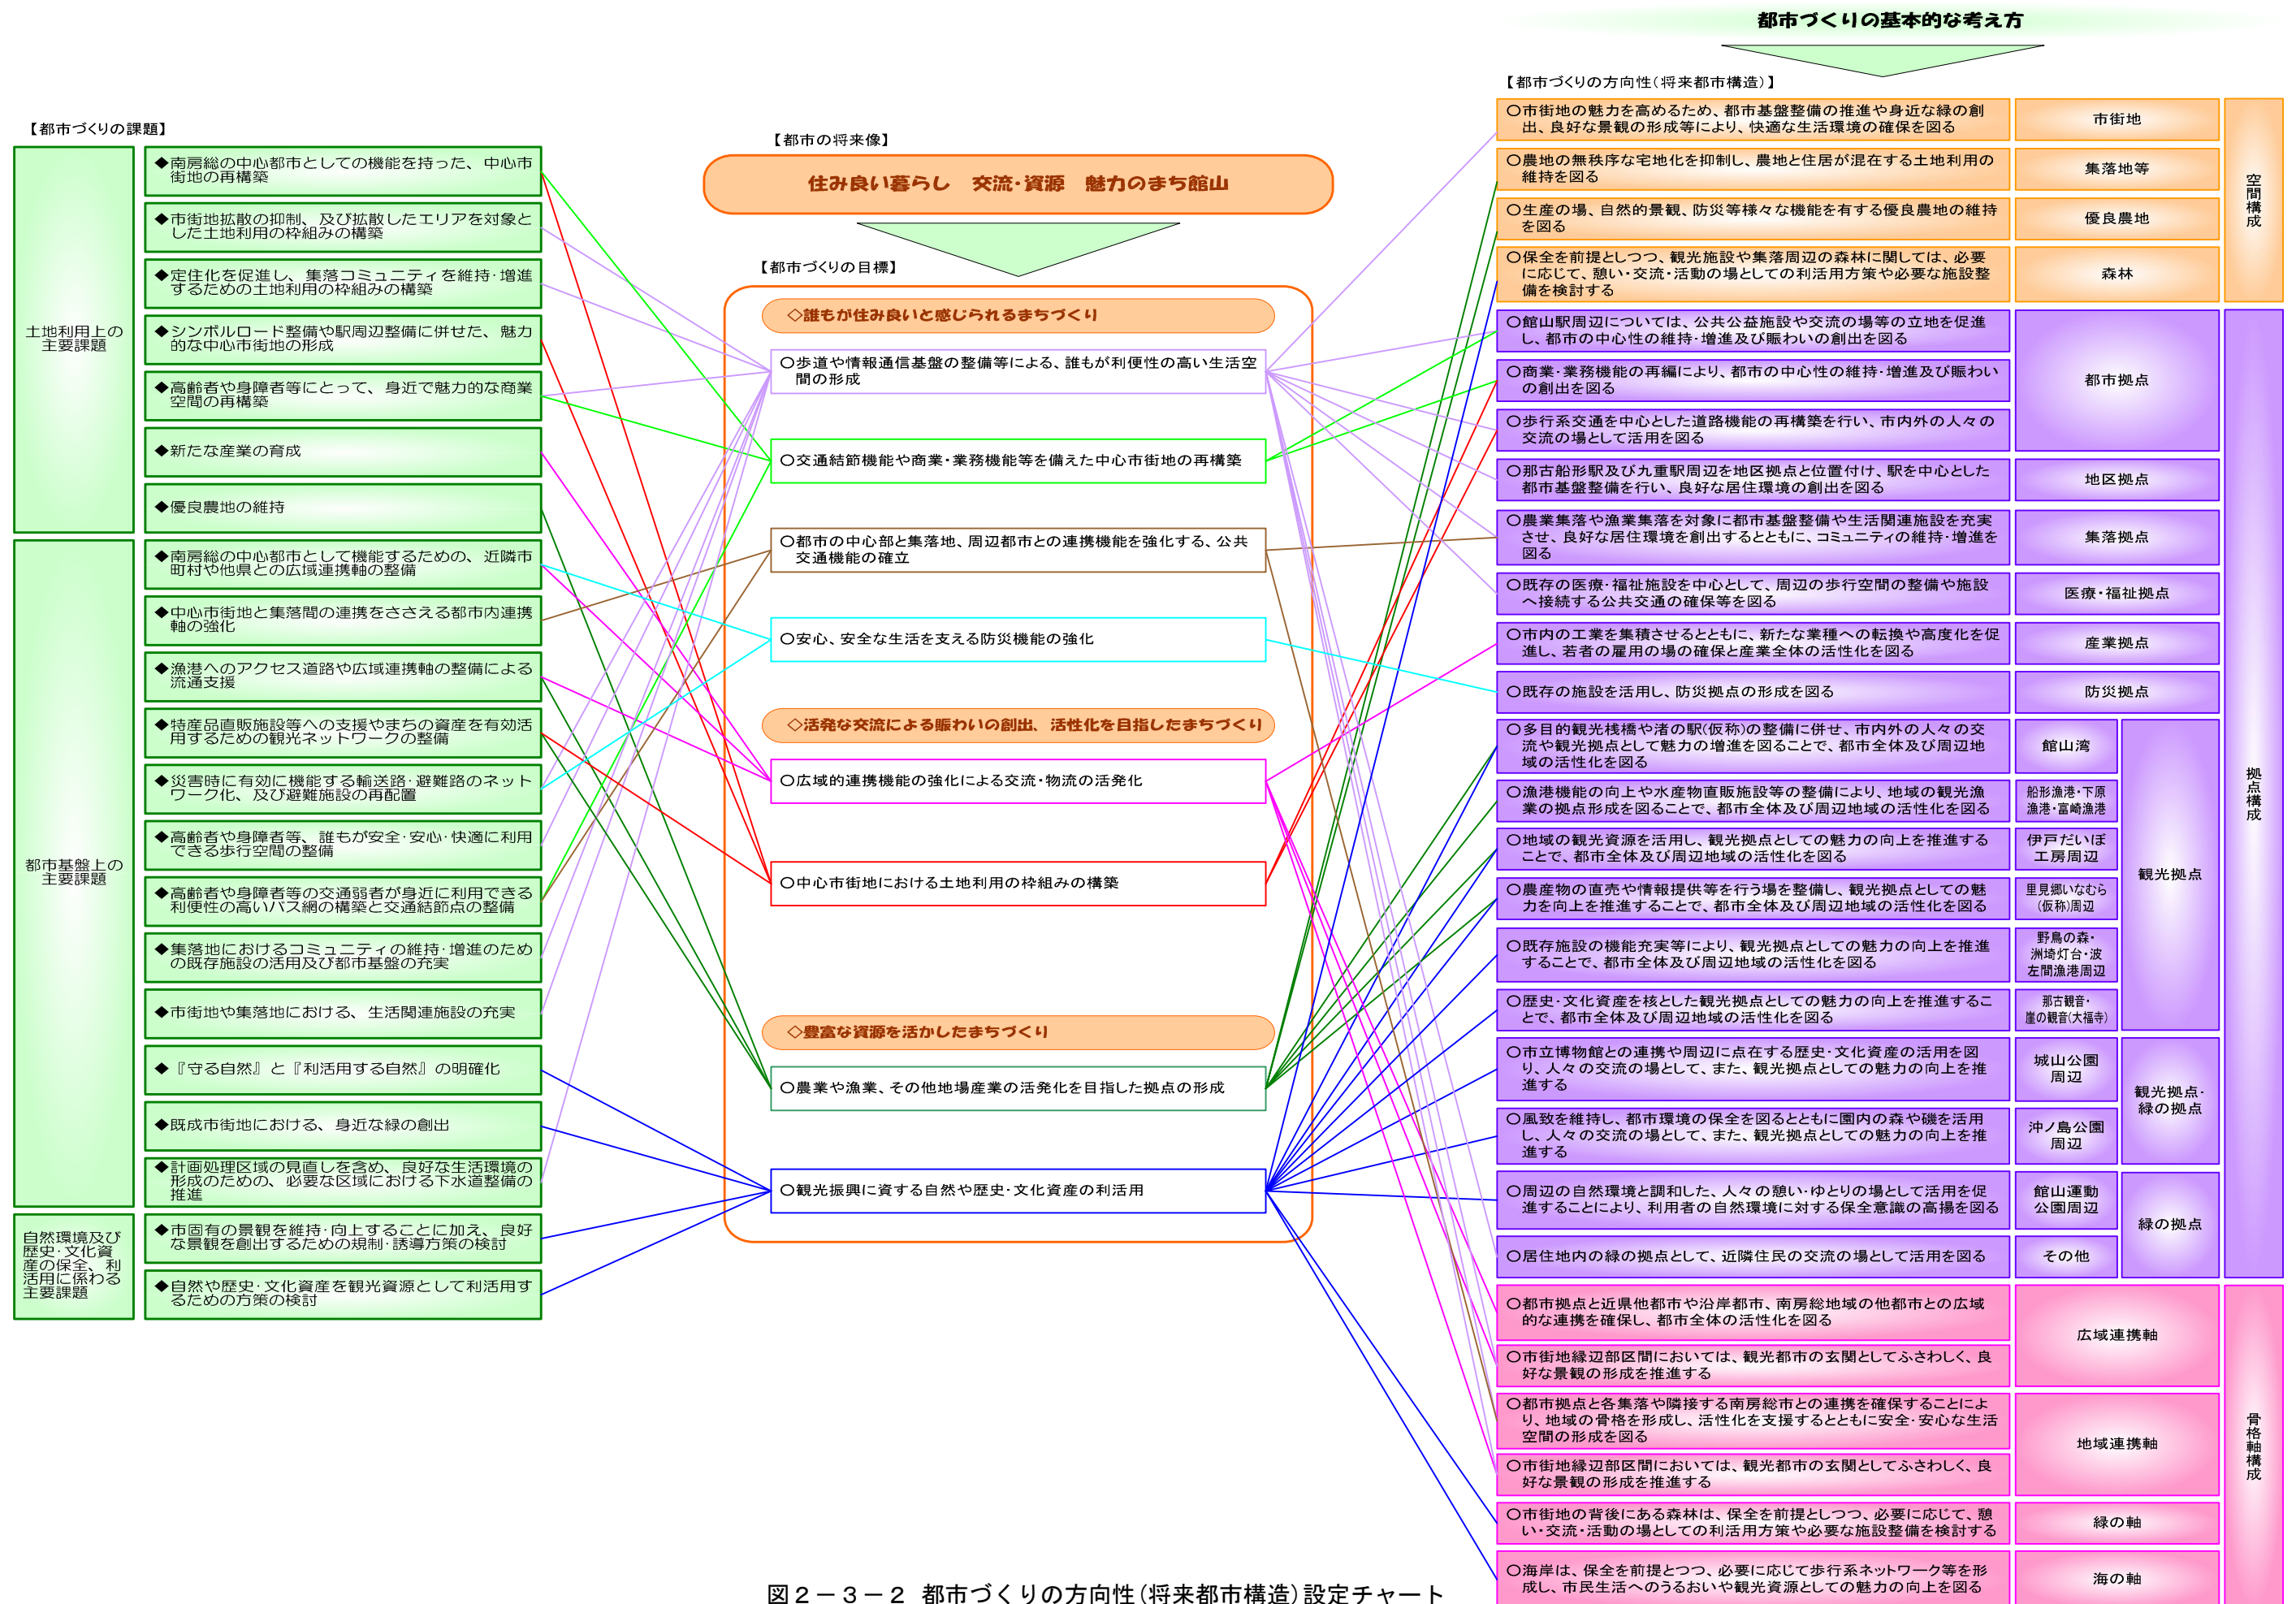 都市づくりの基本的な考え方
【都市づくりの課題】
土地利用上の
主要課題
◆南房総の中心都市としての機能を持った、中心市
街地の再構築
◆市街地拡散の抑制、及び拡散したエリアを対象と
した土地利用の枠組みの構築
◆定住化を促進し、集落コミュニティを維持・増進
するための土地利用の枠組みの構築
◆シンボルロード整備や駅周辺整備に併せた、魅力
的な中心市街地の形成
◆高齢者や身障者等にとって、身近で魅力的な商業
空間の再構築
◆新たな産業の育成
◆優良農地の維持
都市基盤上の
主要課題
◆南房総の中心都市として機能するための、近隣市
町村や他県との広域連携軸の整備
◆中心市街地と集落間の連携をささえる都市内連携
軸の強化
◆漁港へのアクセス道路や広域連携軸の整備による
流通支援
◆特産品直販施設等への支援やまちの資産を有効活
用するための観光ネットワークの整備
◆災害時に有効に機能する輸送路・避難路のネット
ワーク化、及び避難施設の再配置
◆高齢者や身障者等、誰もが安全・安心・快適に利用
できる歩行空間の整備
◆高齢者や身障者等の交通弱者が身近に利用できる
利便性の高いバス網の構築と交通結節点の整備
◆集落地におけるコミュニティの維持・増進のため
の既存施設の活用及び都市基盤の充実
◆市街地や集落地における、生活関連施設の充実
◆『守る自然』と『利活用する自然』の明確化
◆既成市街地における、身近な緑の創出
◆計画処理区域の見直しを含め、良好な生活環境の
形成のための、必要な区域における下水道整備の
推進
自然環境及び
歴史・文化資
産の保全、利
活用に係わる
主要課題
◆市固有の景観を維持・向上することに加え、良好
な景観を創出するための規制・誘導方策の検討
◆自然や歴史・文化資産を観光資源として利活用す
るための方策の検討
【都市の将来像】
住み良い暮らし　交流・資源　魅力のまち館山
【都市づくりの目標】
◇誰もが住み良いと感じられるまちづくり
○歩道や情報通信基盤の整備等による、誰もが利便性の高い生活空
間の形成
○交通結節機能や商業・業務機能等を備えた中心市街地の再構築
○都市の中心部と集落地、周辺都市との連携機能を強化する、公共
交通機能の確立
○安心、安全な生活を支える防災機能の強化
◇活発な交流による賑わいの創出、活性化を目指したまちづくり
○広域的連携機能の強化による交流・物流の活発化
○中心市街地における土地利用の枠組みの構築
◇豊富な資源を活かしたまちづくり
○農業や漁業、その他地場産業の活発化を目指した拠点の形成
○観光振興に資する自然や歴史・文化資産の利活用
【都市づくりの方向性（将来都市構造）】
○市街地の魅力を高めるため、都市基盤整備の推進や身近な緑の創
出、良好な景観の形成等により、快適な生活環境の確保を図る
市街地
○農地の無秩序な宅地化を抑制し、農地と住居が混在する土地利用の
維持を図る
集落地等
○生産の場、自然的景観、防災等様々な機能を有する優良農地の維持
を図る
優良農地
○保全を前提としつつ、観光施設や集落周辺の森林に関しては、必要
に応じて、憩い・交流・活動の場としての利活用方策や必要な施設整
備を検討する
森林
空間構成
○館山駅周辺については、公共公益施設や交流の場等の立地を促進
し、都市の中心性の維持・増進及び賑わいの創出を図る
○商業・業務機能の再編により、都市の中心性の維持・増進及び賑わい
の創出を図る
○歩行系交通を中心とした道路機能の再構築を行い、市内外の人々の
交流の場として活用を図る
都市拠点
○那古船形駅及び九重駅周辺を地区拠点と位置付け、駅を中心とした
都市基盤整備を行い、良好な居住環境の創出を図る
地区拠点
○農業集落や漁業集落を対象に都市基盤整備や生活関連施設を充実
させ、良好な居住環境を創出するとともに、コミュニティの維持・増進を
図る
集落拠点
○既存の医療・福祉施設を中心として、周辺の歩行空間の整備や施設
へ接続する公共交通の確保等を図る
医療・福祉拠点
○市内の工業を集積させるとともに、新たな業種への転換や高度化を促
進し、若者の雇用の場の確保と産業全体の活性化を図る
産業拠点
○既存の施設を活用し、防災拠点の形成を図る
防災拠点
○多目的観光桟橋や渚の駅(仮称)の整備に併せ、市内外の人々の交
流や観光拠点として魅力の増進を図ることで、都市全体及び周辺地
域の活性化を図る
館山湾
○漁港機能の向上や水産物直販施設等の整備により、地域の観光漁
業の拠点形成を図ることで、都市全体及び周辺地域の活性化を図る
船形漁港・下原
漁港・富崎漁港
○地域の観光資源を活用し、観光拠点としての魅力の向上を推進する
ことで、都市全体及び周辺地域の活性化を図る
伊戸だいぼ
工房周辺
○農産物の直売や情報提供等を行う場を整備し、観光拠点としての魅
力を向上を推進することで、都市全体及び周辺地域の活性化を図る
里見郷いなむら
(仮称)周辺
○既存施設の機能充実等により、観光拠点としての魅力の向上を推進
することで、都市全体及び周辺地域の活性化を図る
野鳥の森・
洲埼灯台・波
左間漁港周辺
○歴史・文化資産を核とした観光拠点としての魅力の向上を推進するこ
とで、都市全体及び周辺地域の活性化を図る
那古観音・
崖の観音(大福寺)
観光拠点
○市立博物館との連携や周辺に点在する歴史・文化資産の活用を図
り、人々の交流の場として、また、観光拠点としての魅力の向上を推
進する
城山公園
周辺
○風致を維持し、都市環境の保全を図るとともに園内の森や磯を活用
し、人々の交流の場として、また、観光拠点としての魅力の向上を推
進する
沖ノ島公園
周辺
観光拠点・
緑の拠点
○周辺の自然環境と調和した、人々の憩い・ゆとりの場として活用を促
進することにより、利用者の自然環境に対する保全意識の高揚を図る
館山運動
公園周辺
○居住地内の緑の拠点として、近隣住民の交流の場として活用を図る
その他
緑の拠点
拠点構成
○都市拠点と近県他都市や沿岸都市、南房総地域の他都市との広域
的な連携を確保し、都市全体の活性化を図る
○市街地縁辺部区間においては、観光都市の玄関としてふさわしく、良
好な景観の形成を推進する
広域連携軸
○都市拠点と各集落や隣接する南房総市との連携を確保することによ
り、地域の骨格を形成し、活性化を支援するとともに安全・安心な生活
空間の形成を図る
○市街地縁辺部区間においては、観光都市の玄関としてふさわしく、良
好な景観の形成を推進する
地域連携軸
○市街地の背後にある森林は、保全を前提としつつ、必要に応じて、憩
い・交流・活動の場としての利活用方策や必要な施設整備を検討する
緑の軸
○海岸は、保全を前提とつつ、必要に応じて歩行系ネットワーク等を形
成し、市民生活へのうるおいや観光資源としての魅力の向上を図る
海の軸
骨格軸構成
図２－３－２ 都市づくりの方向性（将来都市構造）設定チャート